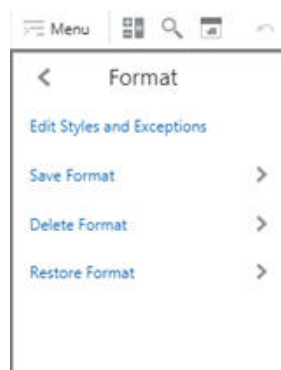 Menu
Format
Edit Styles and Exceptions
Save Format
Delete Format
Restore Format